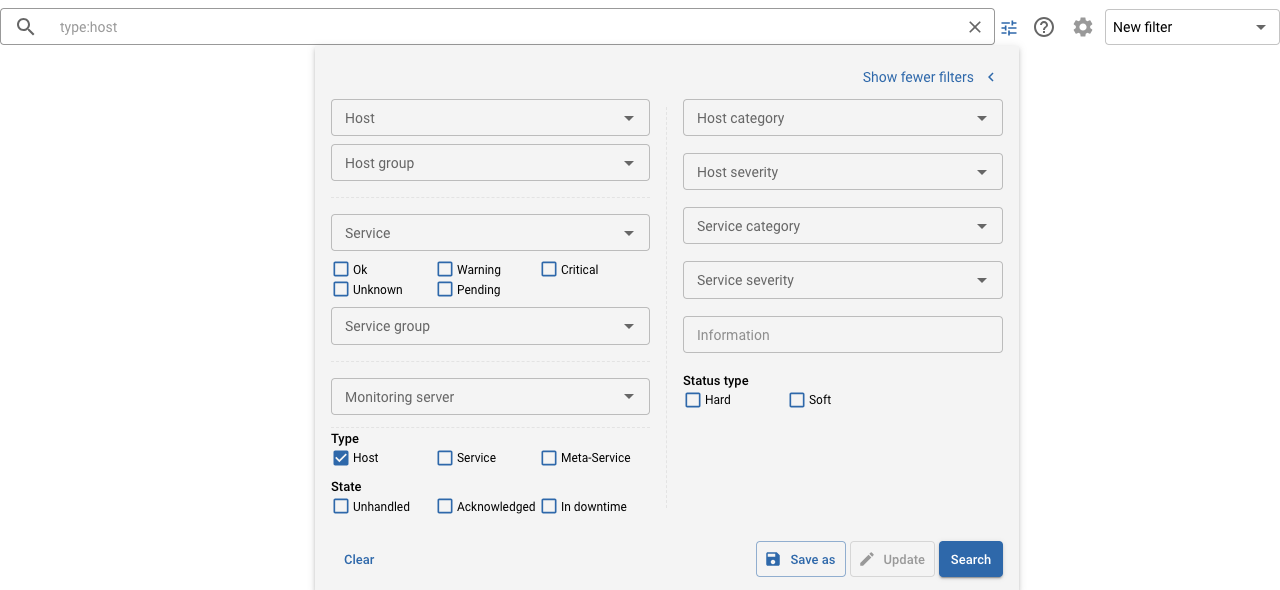 type:host
New filter
Show fewer filters
Host
Host group
Service
Ok Warning Critical
Unknown Pending
Service group
Monitoring server
Type
Host Service Meta-Service
State
Unhandled Acknowledged In downtime
Host category
Host severity
Service category
Service severity
Information
Status type
Hard Soft
Clear Save as Update Search